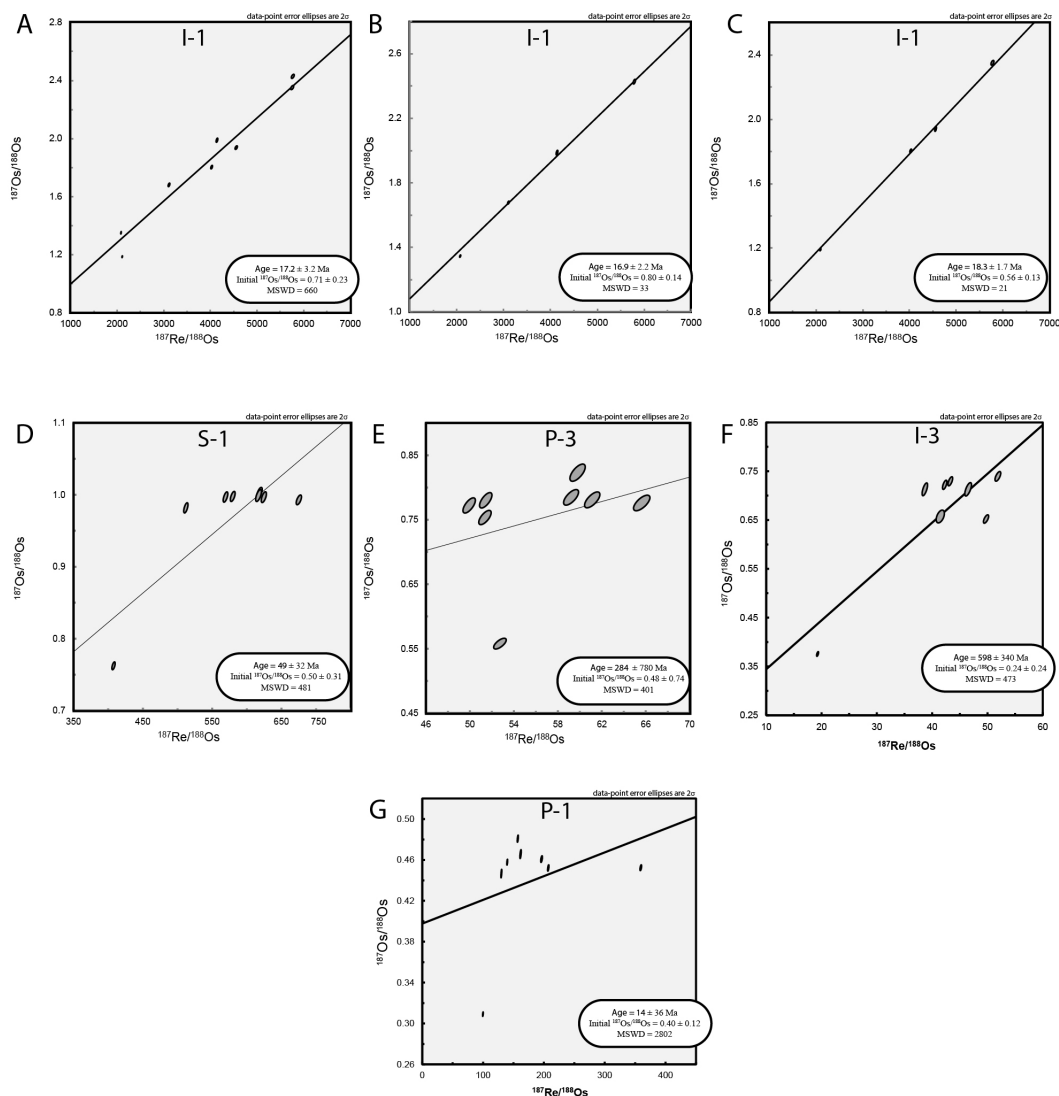 A
data-point error ellipses are 2σ
I-1
2.8
2.4
2.0
1.6
1.2
0.8
¹⁸⁷Os/¹⁸⁸Os
Age = 17.2 ± 3.2 Ma
Initial ¹⁸⁷Os/¹⁸⁸Os = 0.71 ± 0.23
MSWD = 660
1000 2000 3000 4000 5000 6000 7000
¹⁸⁷Re/¹⁸⁸Os
B
data-point error ellipses are 2σ
I-1
2.6
2.2
1.8
1.4
1.0
¹⁸⁷Os/¹⁸⁸Os
Age = 16.9 ± 2.2 Ma
Initial ¹⁸⁷Os/¹⁸⁸Os = 0.80 ± 0.14
MSWD = 33
1000 2000 3000 4000 5000 6000 7000
¹⁸⁷Re/¹⁸⁸Os
C
data-point error ellipses are 2σ
I-1
2.4
2.0
1.6
1.2
0.8
¹⁸⁷Os/¹⁸⁸Os
Age = 18.3 ± 1.7 Ma
Initial ¹⁸⁷Os/¹⁸⁸Os = 0.56 ± 0.13
MSWD = 21
1000 2000 3000 4000 5000 6000 7000
¹⁸⁷Re/¹⁸⁸Os
D
data-point error ellipses are 2σ
S-1
1.1
1.0
0.9
0.8
0.7
¹⁸⁷Os/¹⁸⁸Os
Age = 49 ± 32 Ma
Initial ¹⁸⁷Os/¹⁸⁸Os = 0.50 ± 0.31
MSWD = 481
350 450 550 650 750
¹⁸⁷Re/¹⁸⁸Os
E
data-point error ellipses are 2σ
P-3
0.85
0.75
0.65
0.55
0.45
¹⁸⁷Os/¹⁸⁸Os
Age = 284 ± 780 Ma
Initial ¹⁸⁷Os/¹⁸⁸Os = 0.48 ± 0.74
MSWD = 401
46 50 54 58 62 66 70
¹⁸⁷Re/¹⁸⁸Os
F
data-point error ellipses are 2σ
I-3
0.85
0.75
0.65
0.55
0.45
0.35
0.25
¹⁸⁷Os/¹⁸⁸Os
Age = 598 ± 340 Ma
Initial ¹⁸⁷Os/¹⁸⁸Os = 0.24 ± 0.24
MSWD = 473
10 20 30 40 50 60
¹⁸⁷Re/¹⁸⁸Os
G
data-point error ellipses are 2σ
P-1
0.50
0.46
0.42
0.38
0.30
0.26
¹⁸⁷Os/¹⁸⁸Os
Age = 14 ± 36 Ma
Initial ¹⁸⁷Os/¹⁸⁸Os = 0.40 ± 0.12
MSWD = 2802
0 100 200 300 400
¹⁸⁷Re/¹⁸⁸Os